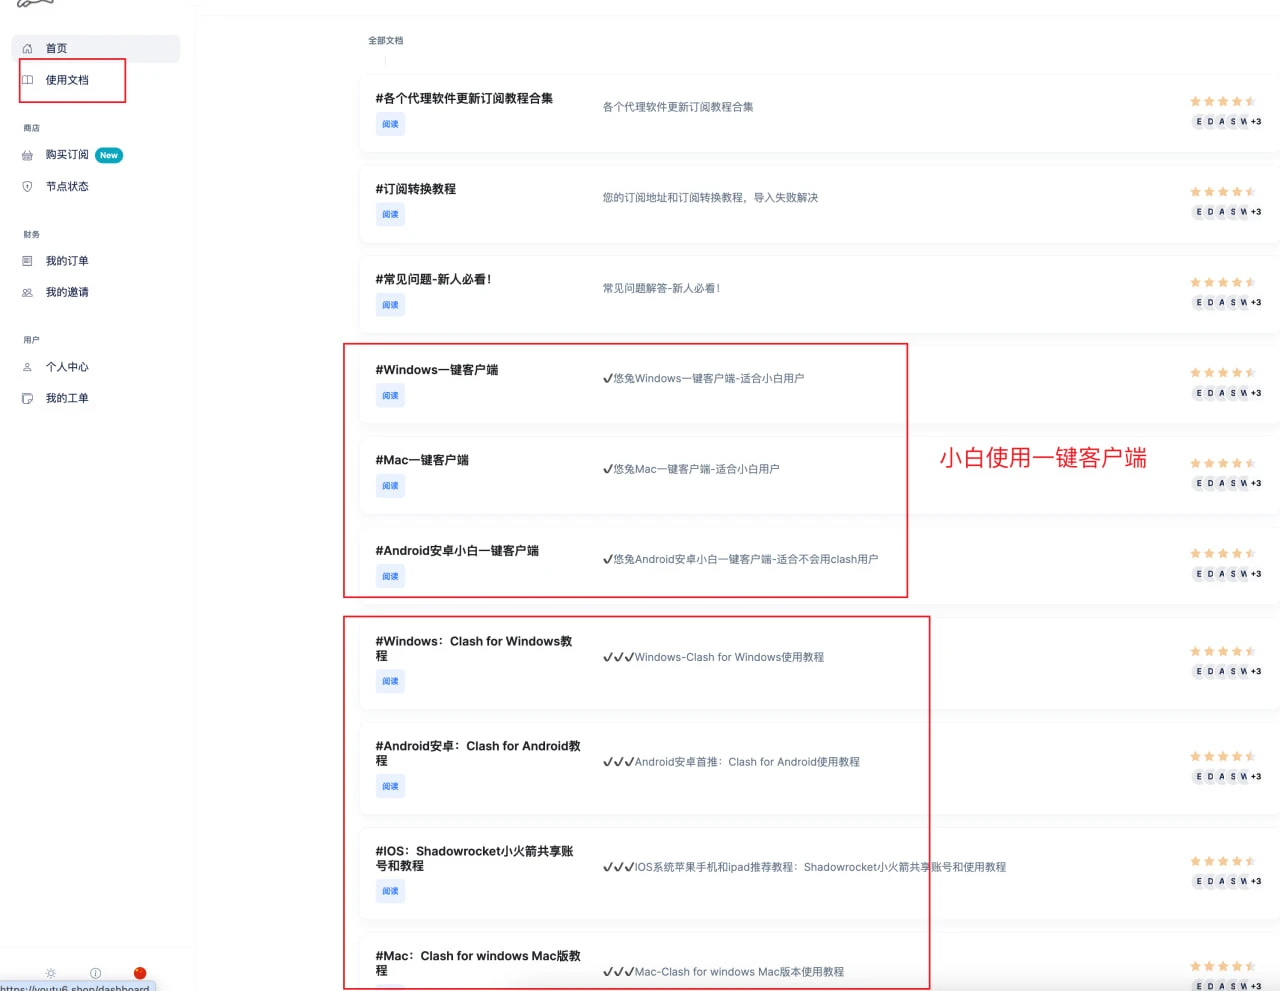 首页
使用文档
商店
购买订阅 New
节点状态
财务
我的订单
我的邀请
用户
个人中心
我的工单
https://youtu6.shop/dashboard
全部文档
#各个代理软件更新订阅教程合集
阅读
各个代理软件更新订阅教程合集
E D A S W +3
#订阅转换教程
阅读
您的订阅地址和订阅转换教程，导入失败解决
E D A S W +3
#常见问题-新人必看！
阅读
常见问题解答-新人必看！
E D A S W +3
#Windows一键客户端
阅读
✔悠兔Windows一键客户端-适合小白用户
E D A S W +3
#Mac一键客户端
阅读
✔悠兔Mac一键客户端-适合小白用户
小白使用一键客户端
E D A S W +3
#Android安卓小白一键客户端
阅读
✔悠兔Android安卓小白一键客户端-适合不会用clash用户
E D A S W +3
#Windows：Clash for Windows教
程
阅读
✔✔✔Windows-Clash for Windows使用教程
E D A S W +3
#Android安卓：Clash for Android教
程
阅读
✔✔✔Android安卓首推：Clash for Android使用教程
E D A S W +3
#IOS：Shadowrocket小火箭共享账
号和教程
阅读
✔✔✔IOS系统苹果手机和ipad推荐教程：Shadowrocket小火箭共享账号和使用教程
E D A S W +3
#Mac：Clash for windows Mac版教
程
✔✔✔Mac-Clash for windows Mac版本使用教程
E D A S W +3